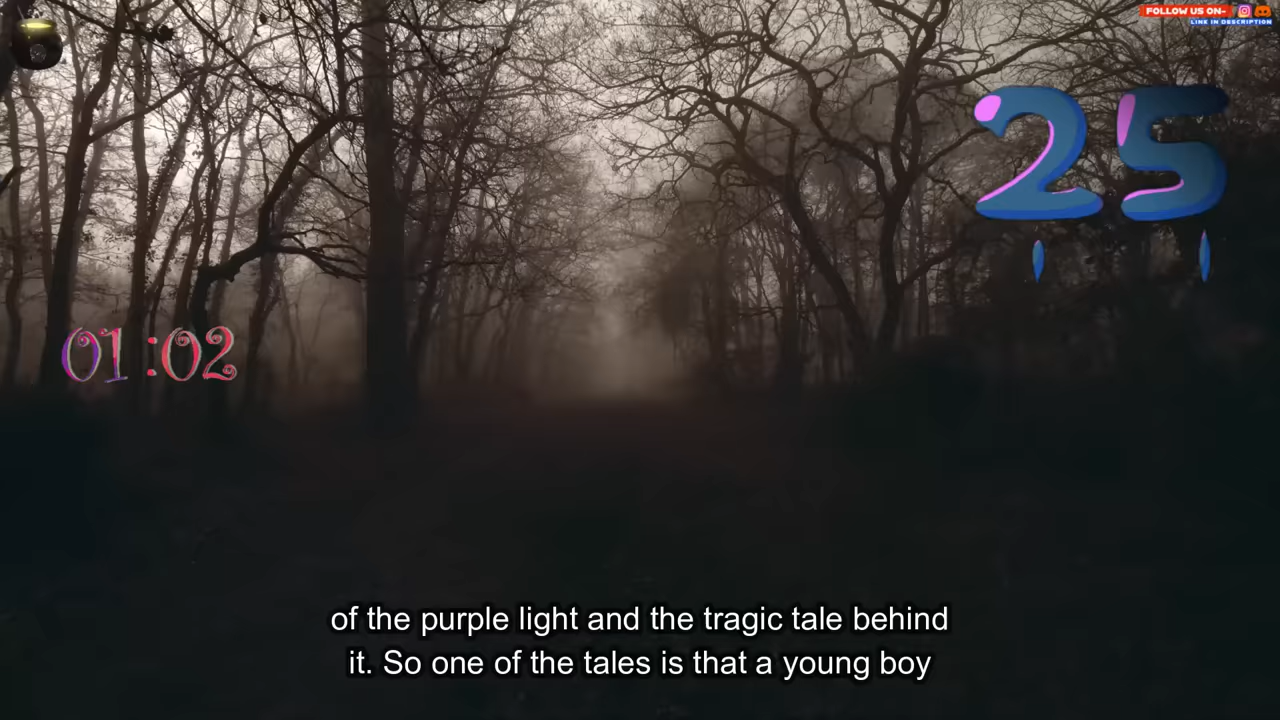 FOLLOW US ON-
LINK IN DESCRIPTION
25
01:02
of the purple light and the tragic tale behind
it. So one of the tales is that a young boy